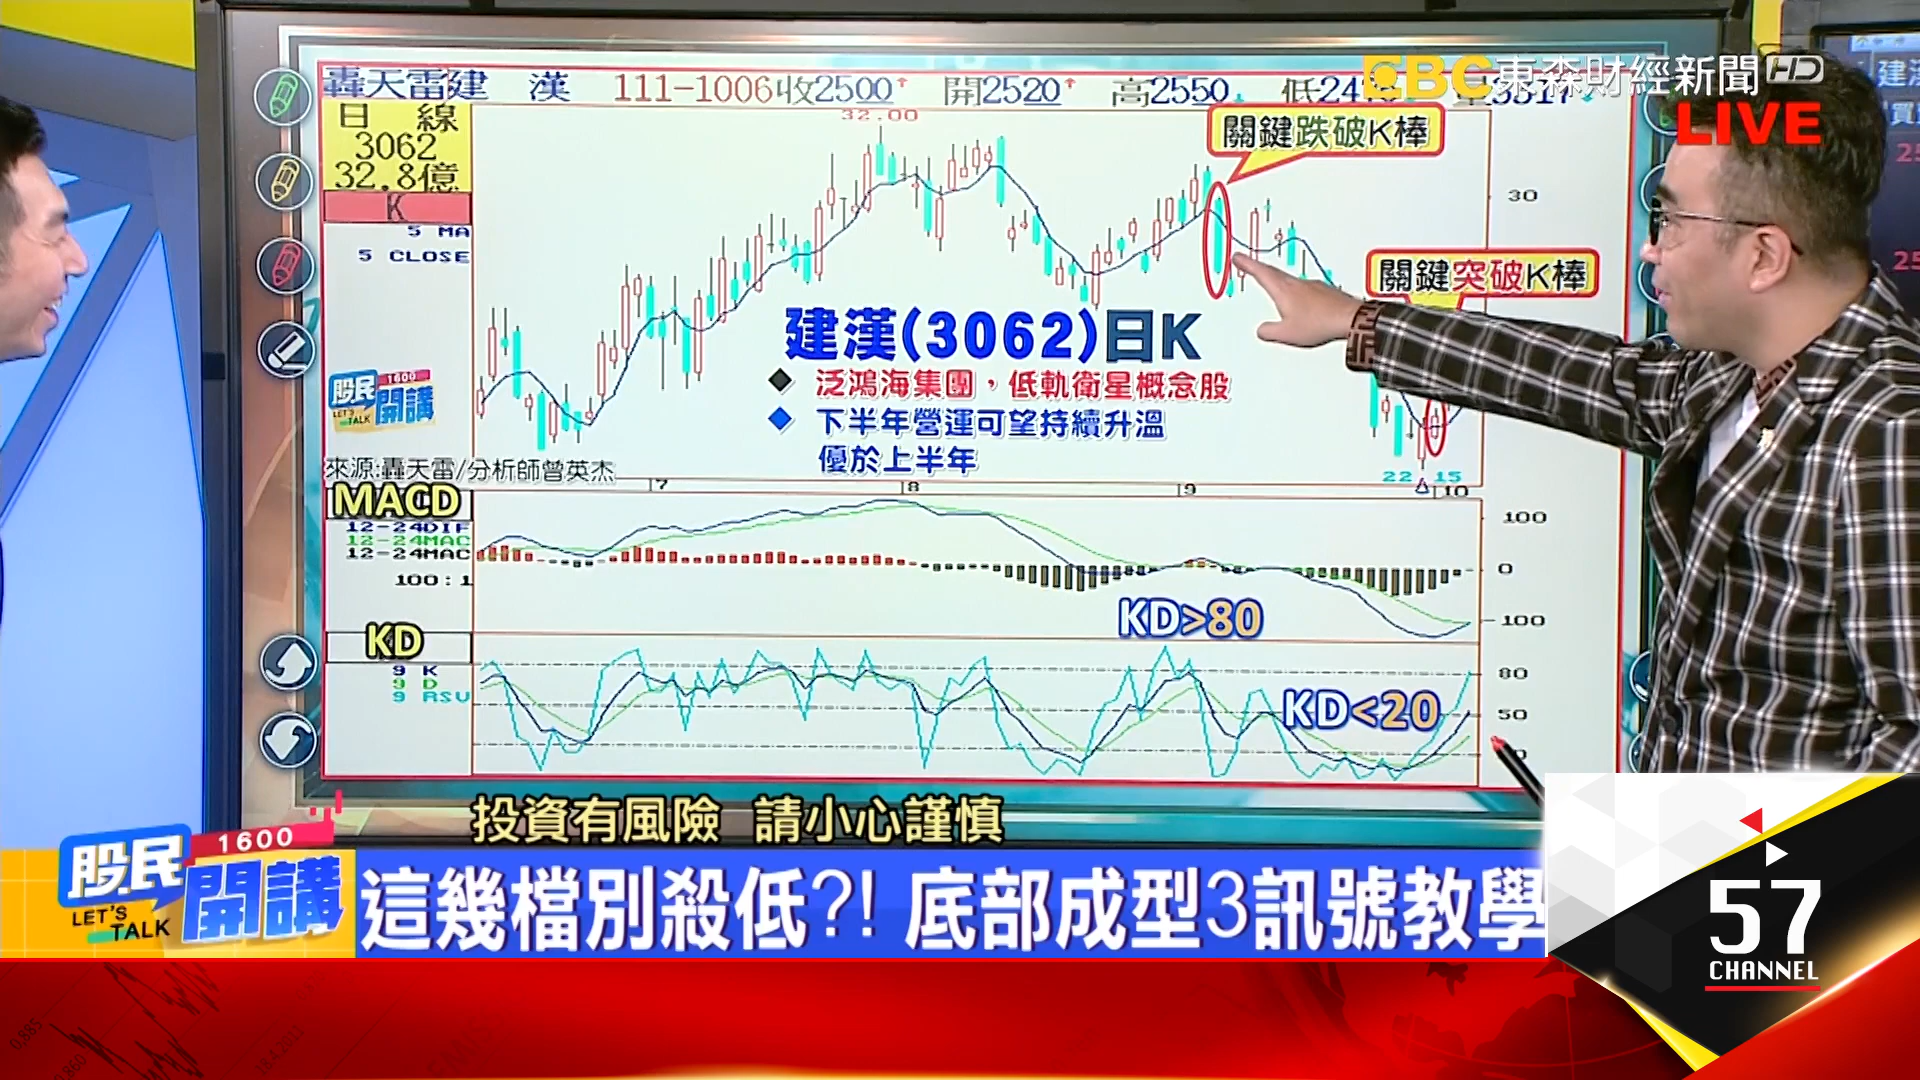 轟天雷建 漢 111-1006收2500↑ 開2520↑ 高2550↓ 低24
EBC東森財經新聞 HD
LIVE
日 線
3062
32.8億
K
5 MA
5 CLOSE
32.00
關鍵跌破K棒
30
關鍵突破K棒
建漢(3062)日K
◆ 泛鴻海集團，低軌衛星概念股
◆ 下半年營運可望持續升溫
優於上半年
股民 1600
開講
LET'S
TALK
來源:轟天雷/分析師曾英杰
22.15
7 8 9 10
MACD
12-24DIF
12-24MAC
12-24MAC
100:1
100
0
-100
KD>80
KD
9 K
9 D
9 RSV
80
50
KD<20
投資有風險 請小心謹慎
股民 1600
開講
LET'S
TALK
這幾檔別殺低?! 底部成型3訊號教學
57
CHANNEL